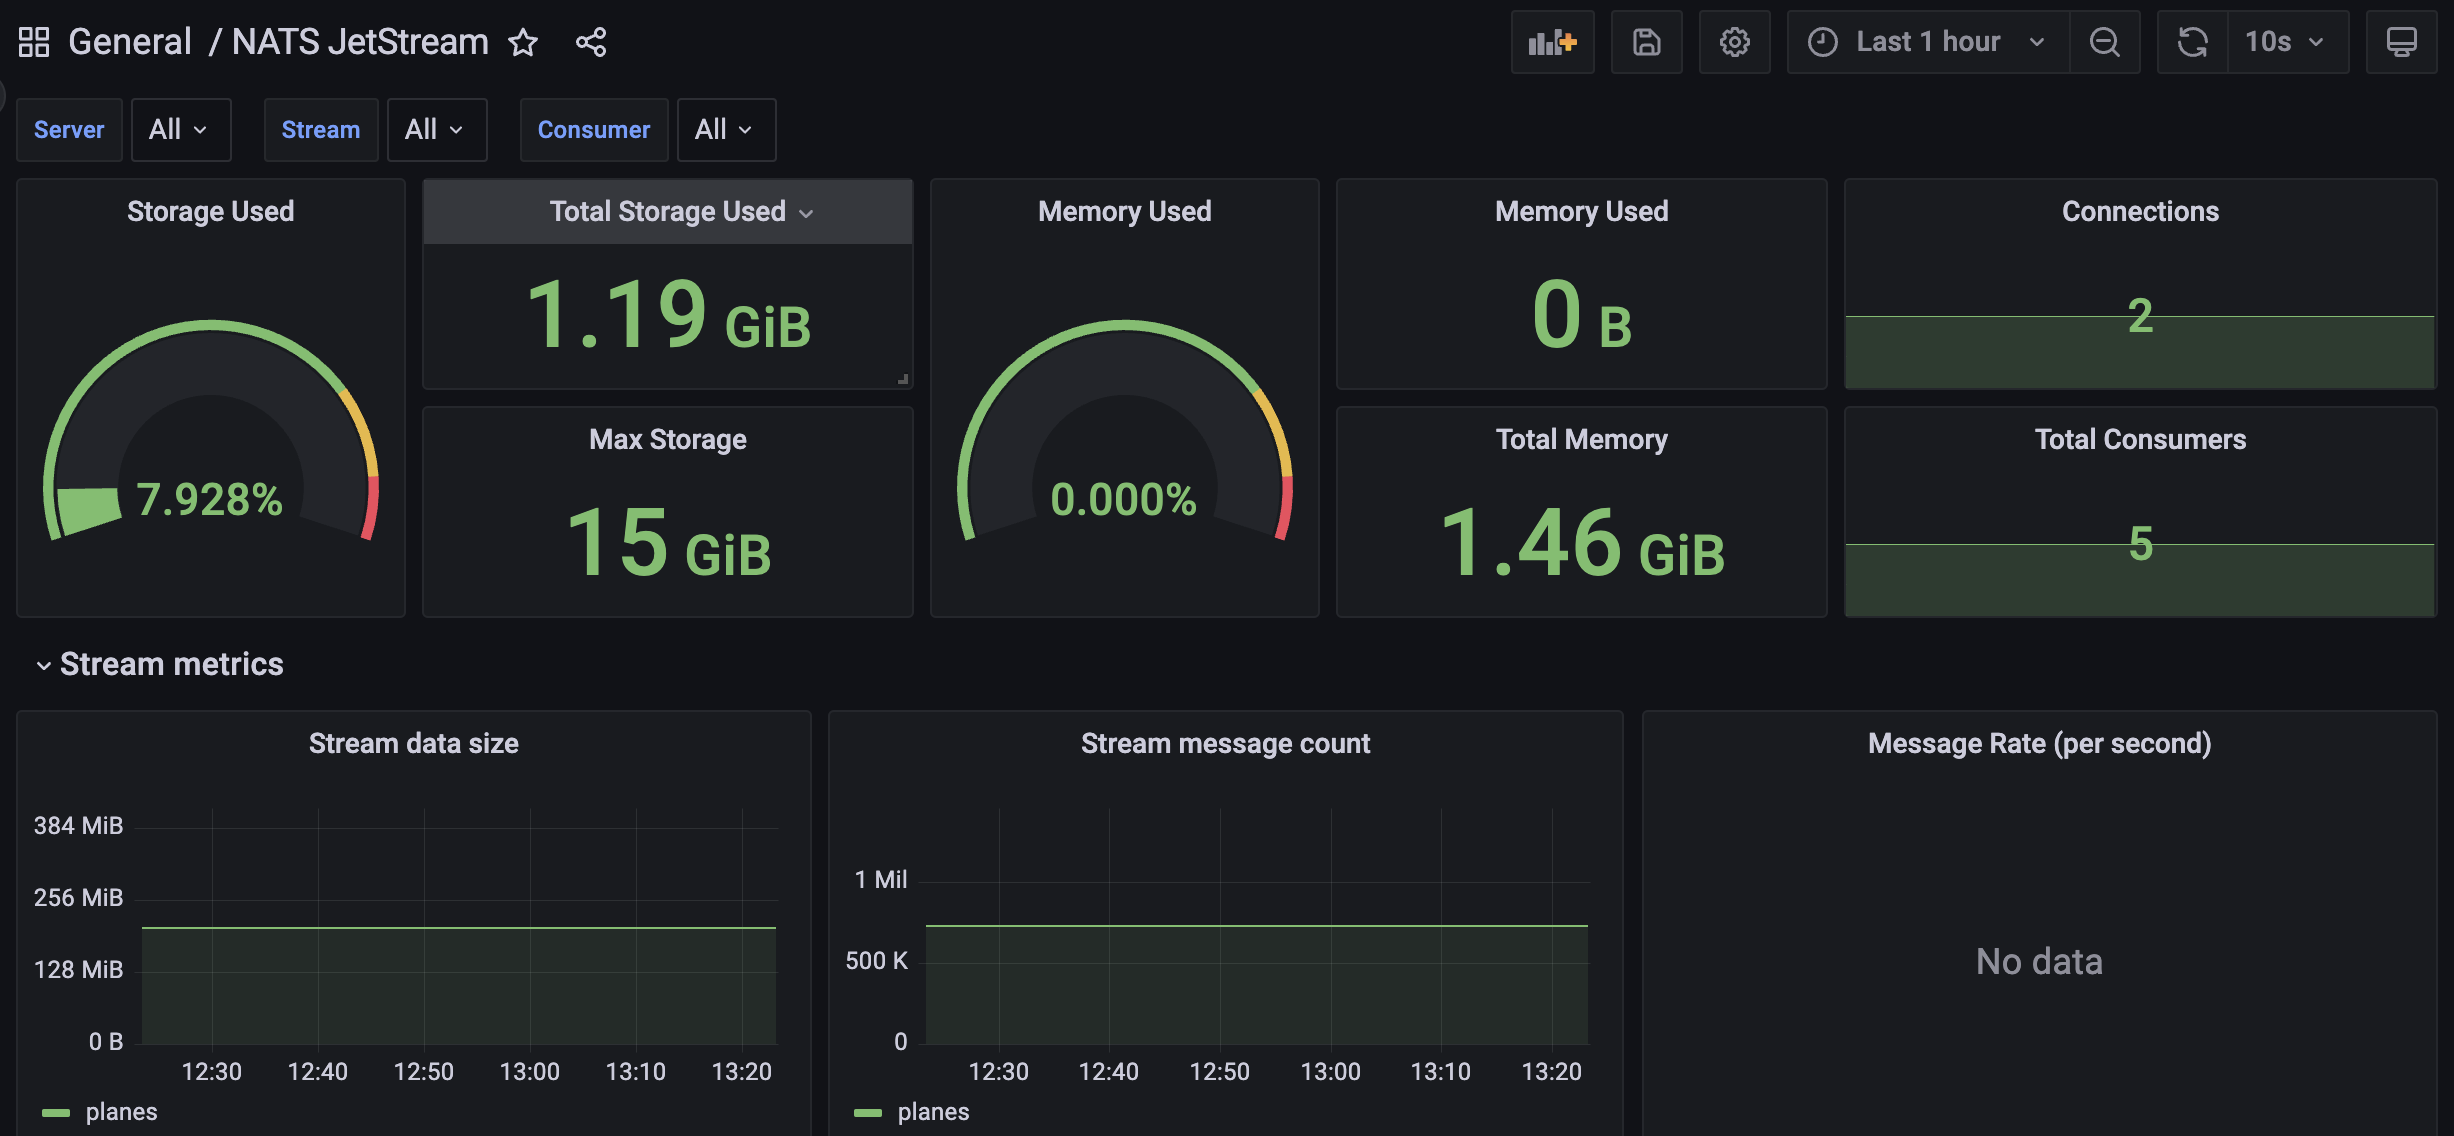 General / NATS JetStream
Last 1 hour
10s
Server All Stream All Consumer All
Storage Used
7.928%
Total Storage Used
1.19 GiB
Max Storage
15 GiB
Memory Used
0.000%
Memory Used
0 B
Total Memory
1.46 GiB
Connections
2
Total Consumers
5
Stream metrics
Stream data size
384 MiB
256 MiB
128 MiB
0 B
12:30 12:40 12:50 13:00 13:10 13:20
planes
Stream message count
1 Mil
500 K
0
12:30 12:40 12:50 13:00 13:10 13:20
planes
Message Rate (per second)
No data